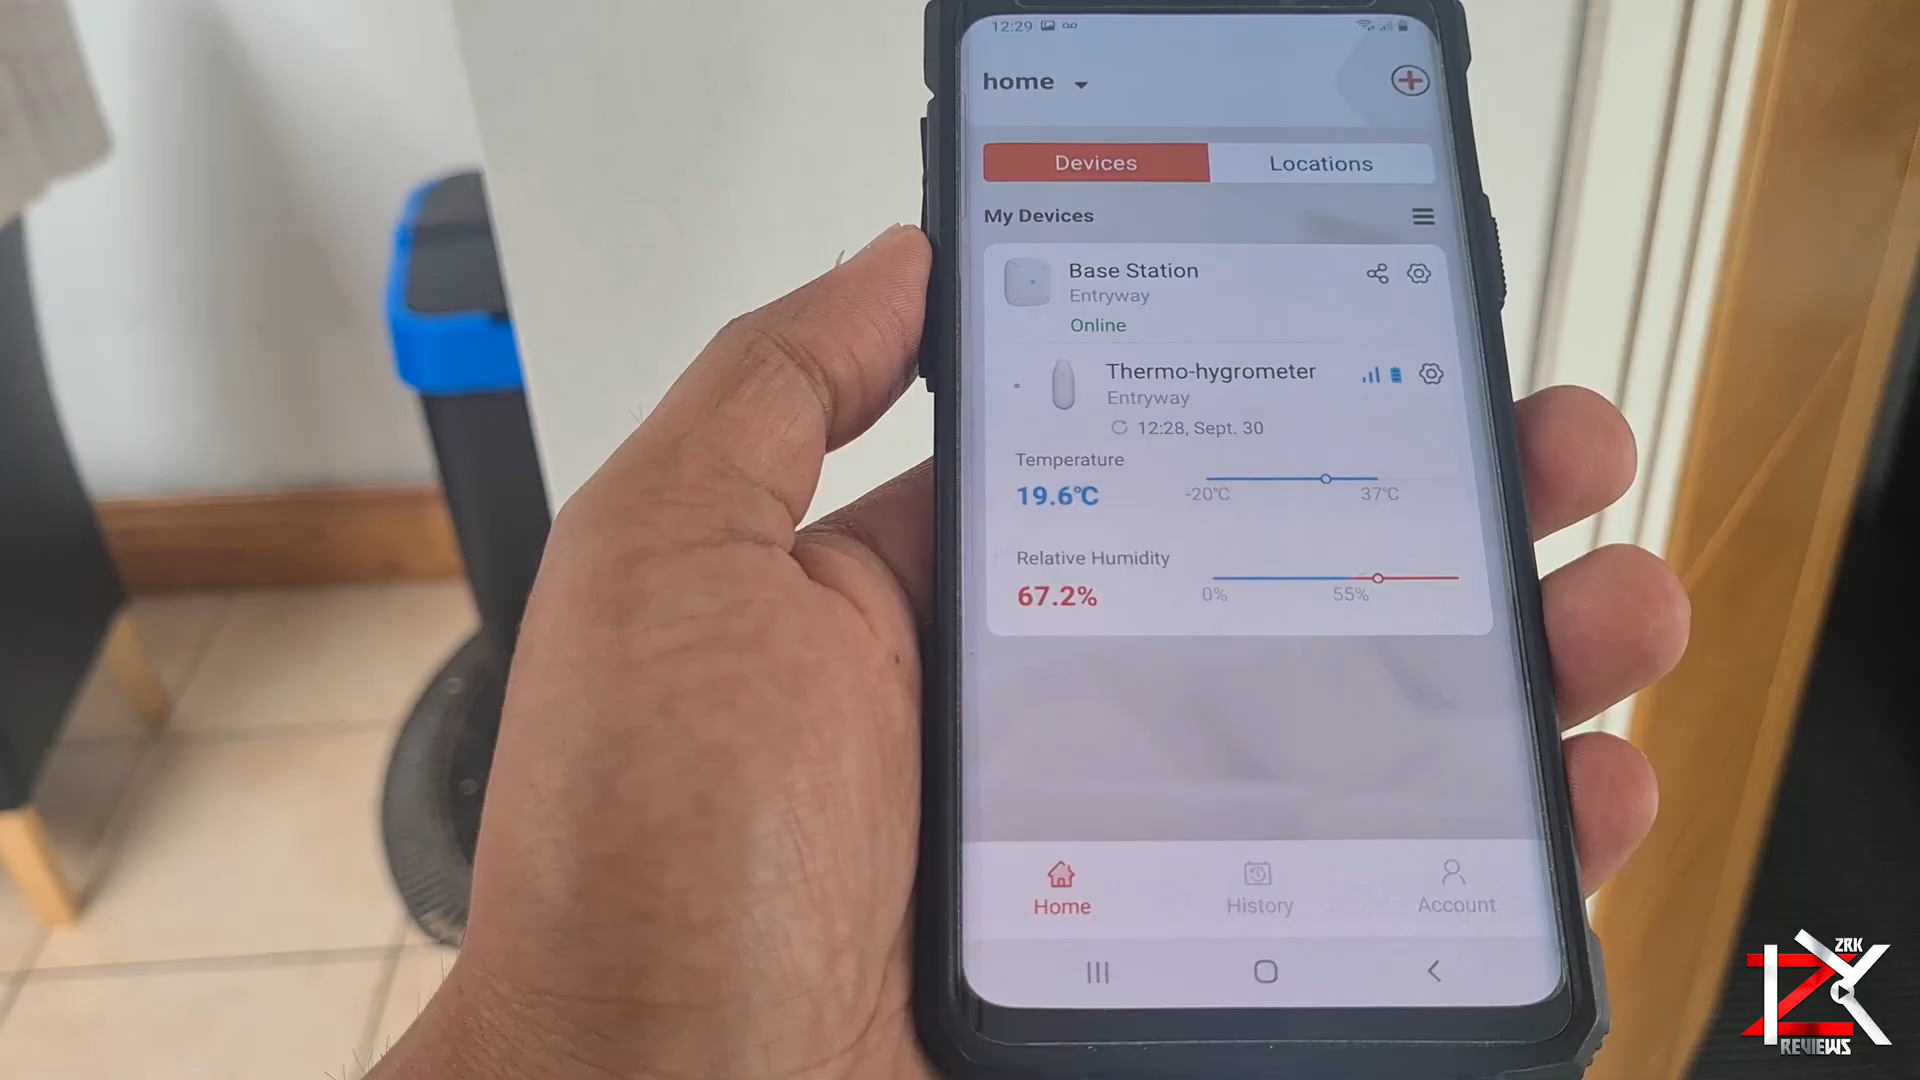 12:29
home
Devices Locations
My Devices
Base Station
Entryway
Online
Thermo-hygrometer
Entryway
12:28, Sept. 30
Temperature
19.6℃
-20℃ 37℃
Relative Humidity
67.2%
0% 55%
Home History Account
ZRK
ZK
REVIEWS